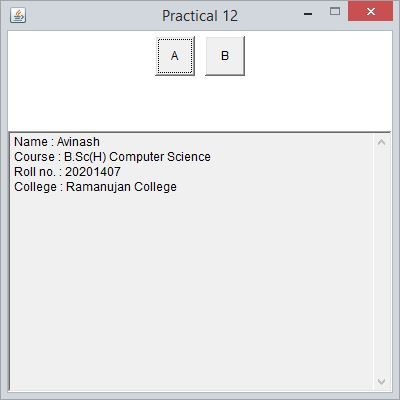 Practical 12
A B
Name : Avinash
Course : B.Sc(H) Computer Science
Roll no. : 20201407
College : Ramanujan College